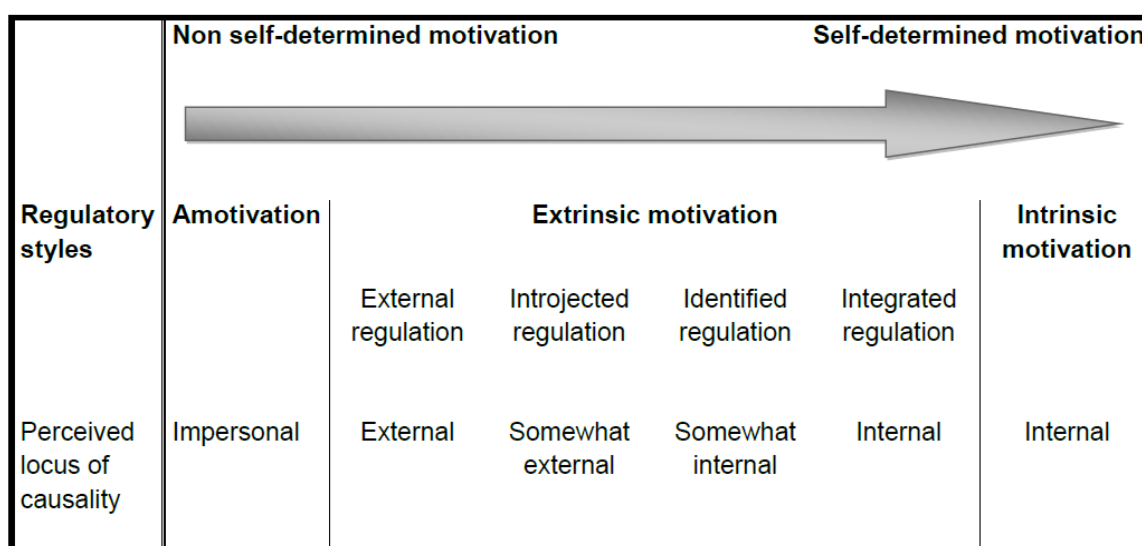 Non self-determined motivation
Self-determined motivation
Regulatory
styles
Amotivation
Extrinsic motivation
Intrinsic
motivation
External
regulation
Introjected
regulation
Identified
regulation
Integrated
regulation
Perceived
locus of
causality
Impersonal
External
Somewhat
external
Somewhat
internal
Internal
Internal